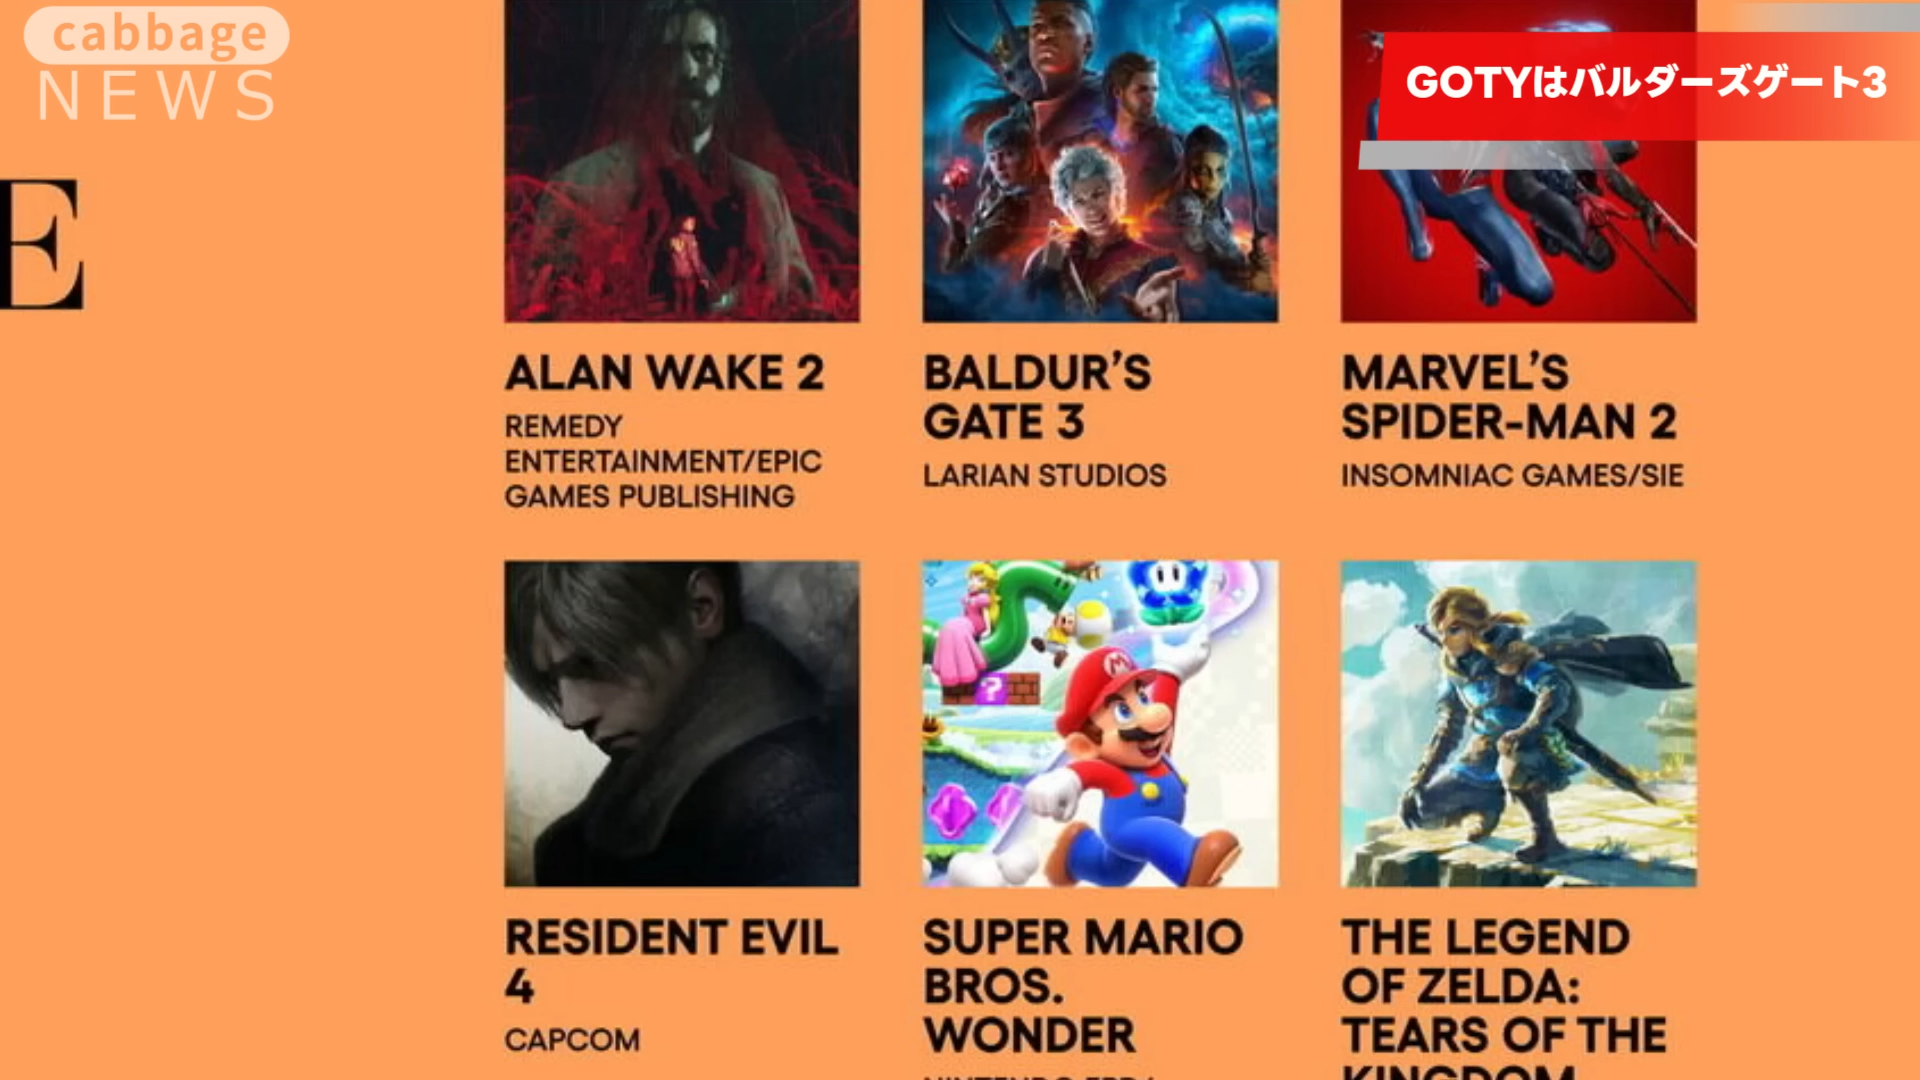 cabbage
NEWS
GOTYはバルダーズゲート3
E
ALAN WAKE 2
REMEDY
ENTERTAINMENT/EPIC
GAMES PUBLISHING
BALDUR'S
GATE 3
LARIAN STUDIOS
MARVEL'S
SPIDER-MAN 2
INSOMNIAC GAMES/SIE
RESIDENT EVIL
4
CAPCOM
SUPER MARIO
BROS.
WONDER
THE LEGEND
OF ZELDA:
TEARS OF THE
KINGDOM